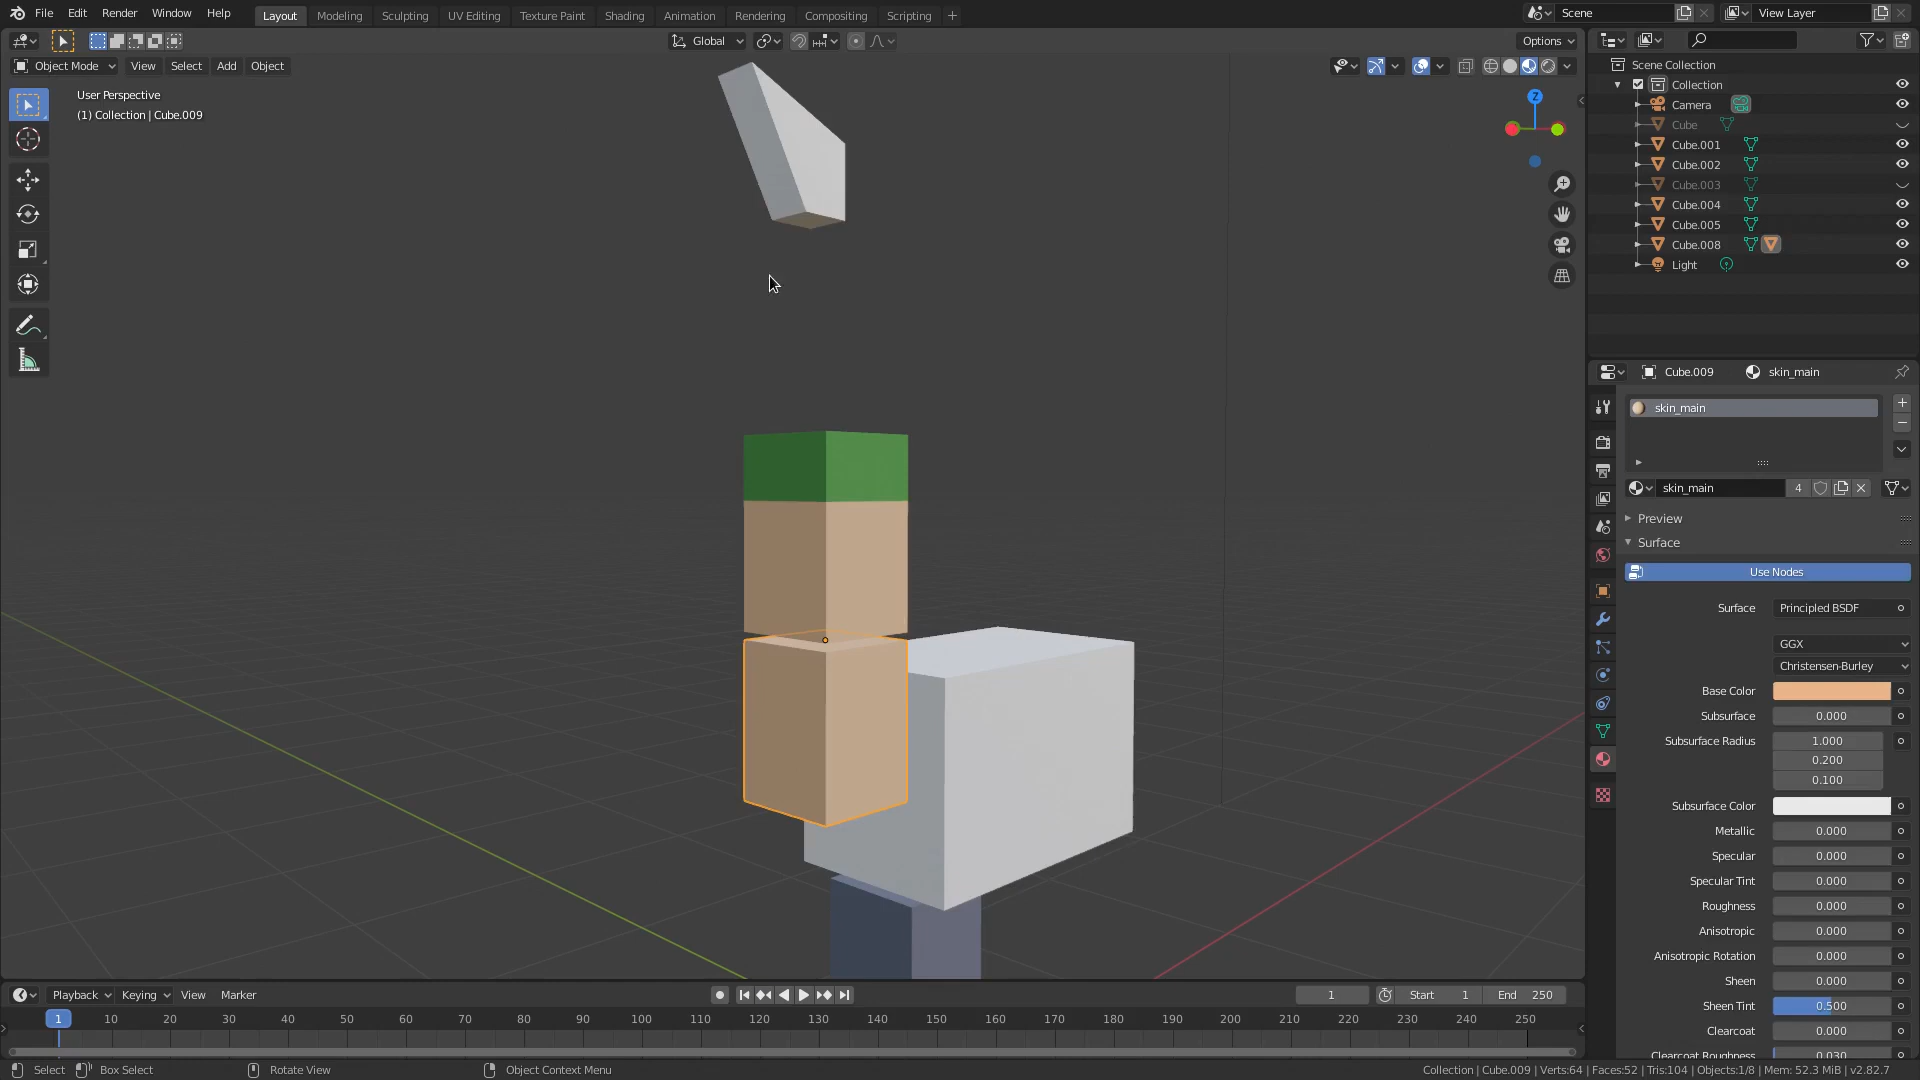 File Edit Render Window Help Layout Modeling Sculpting UV Editing Texture Paint Shading Animation Rendering Compositing Scripting + Scene View Layer
Global Options
Object Mode View Select Add Object
User Perspective
(1) Collection | Cube.009
Z
Scene Collection
Collection
Camera
Cube
Cube.001
Cube.002
Cube.003
Cube.004
Cube.005
Cube.008
Light
Cube.009 skin_main
skin_main
skin_main 4
Preview
Surface
Use Nodes
Surface Principled BSDF
GGX
Christensen-Burley
Base Color
Subsurface 0.000
Subsurface Radius 1.000
0.200
0.100
Subsurface Color
Metallic 0.000
Specular 0.000
Specular Tint 0.000
Roughness 0.000
Anisotropic 0.000
Anisotropic Rotation 0.000
Sheen 0.000
Sheen Tint 0.500
Clearcoat 0.000
Clearcoat Roughness 0.030
Playback Keying View Marker 1 Start 1 End 250
1 10 20 30 40 50 60 70 80 90 100 110 120 130 140 150 160 170 180 190 200 210 220 230 240 250
Select Box Select Rotate View Object Context Menu Collection | Cube.009 | Verts:64 | Faces:52 | Tris:104 | Objects:1/8 | Mem: 52.3 MiB | v2.82.7